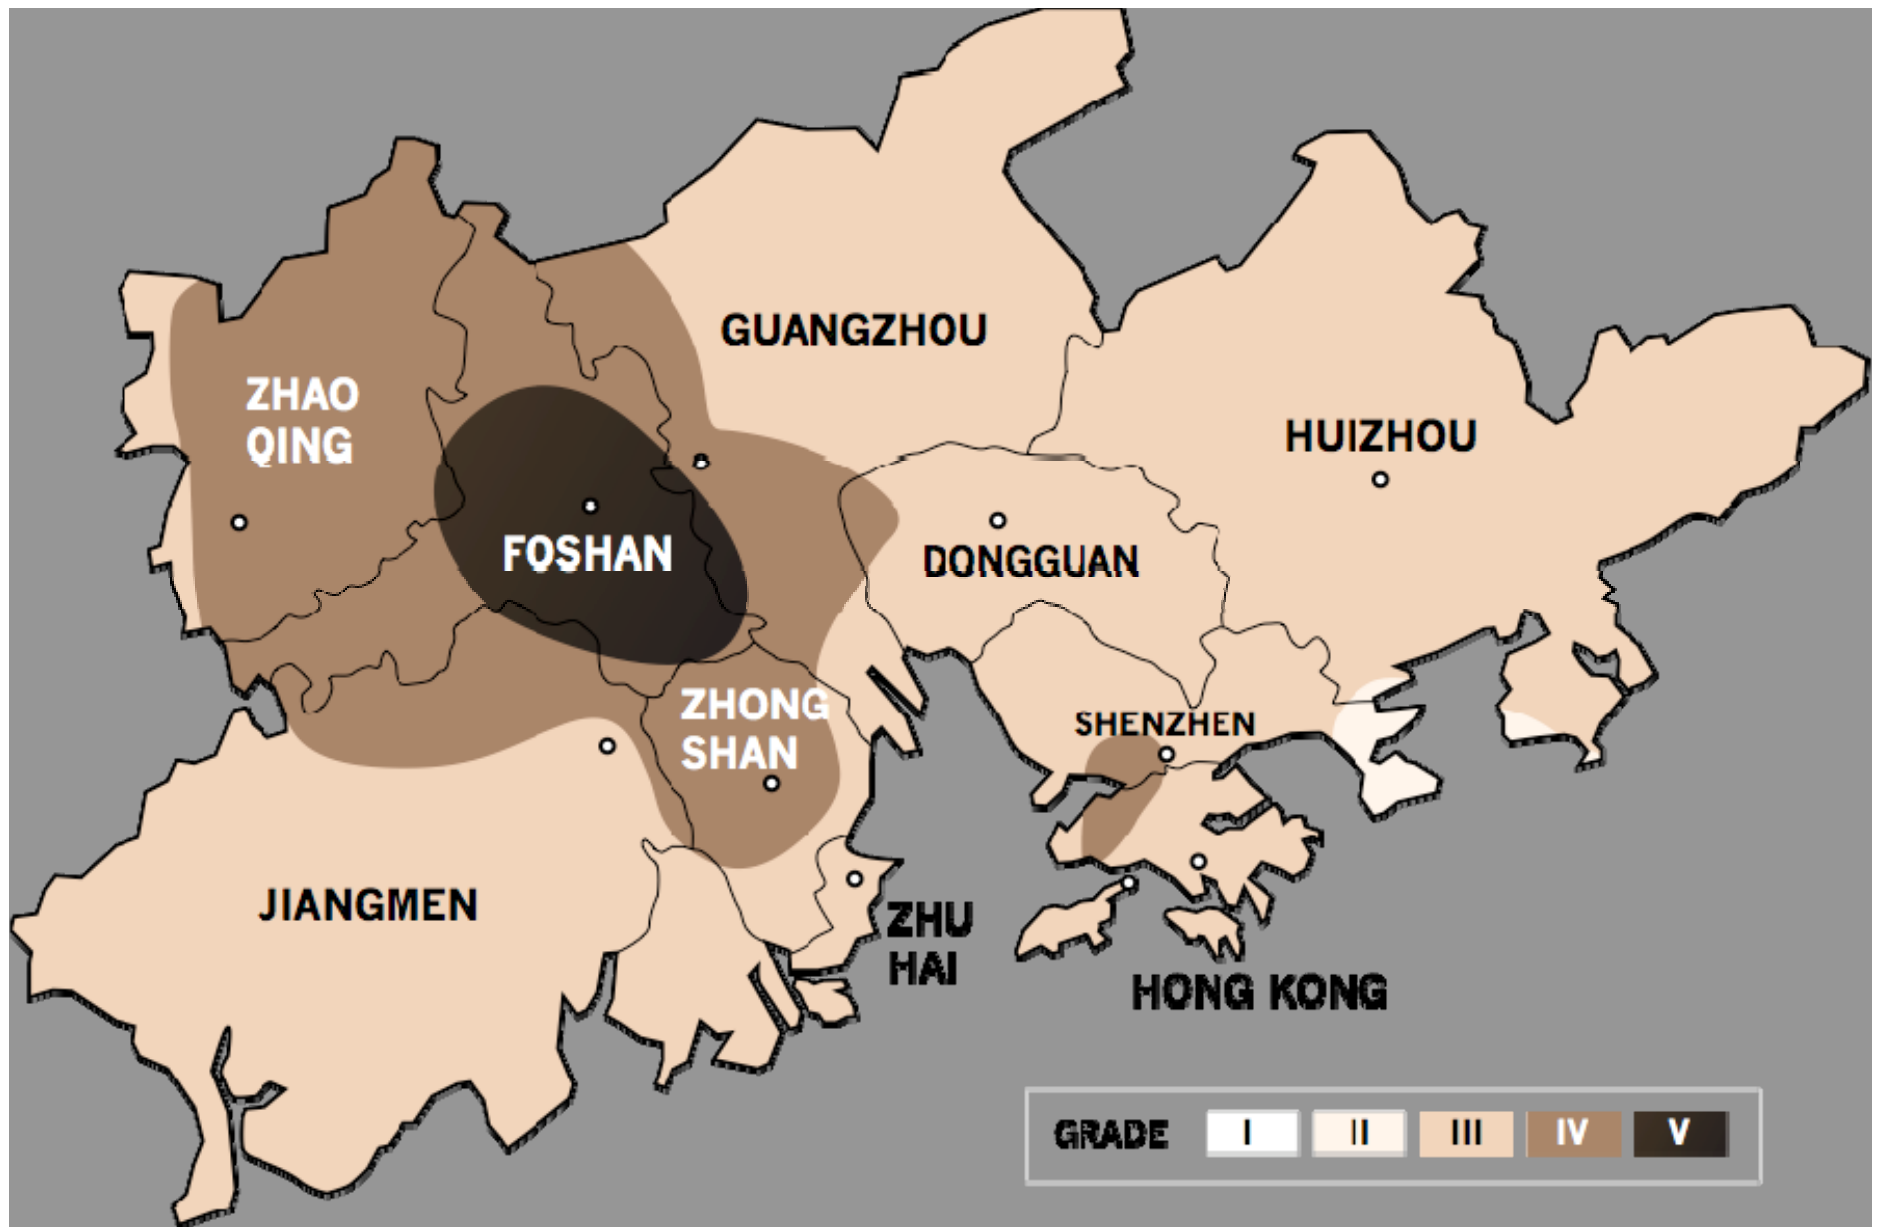 GUANGZHOU
ZHAO
QING
HUIZHOU
FOSHAN
DONGGUAN
ZHONG
SHAN
SHENZHEN
JIANGMEN
ZHU
HAI
HONG KONG
GRADE I II III IV V